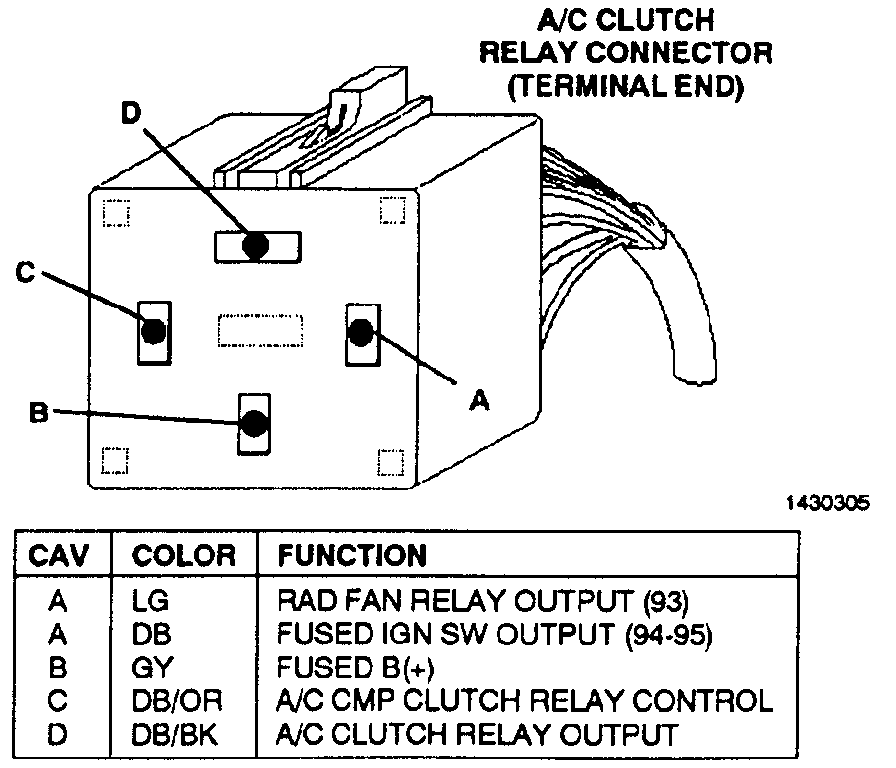 A/C CLUTCH
RELAY CONNECTOR
(TERMINAL END)
D
C
B
A
1430305
CAV COLOR FUNCTION
A LG RAD FAN RELAY OUTPUT (93)
A DB FUSED IGN SW OUTPUT (94-95)
B GY FUSED B(+)
C DB/OR A/C CMP CLUTCH RELAY CONTROL
D DB/BK A/C CLUTCH RELAY OUTPUT